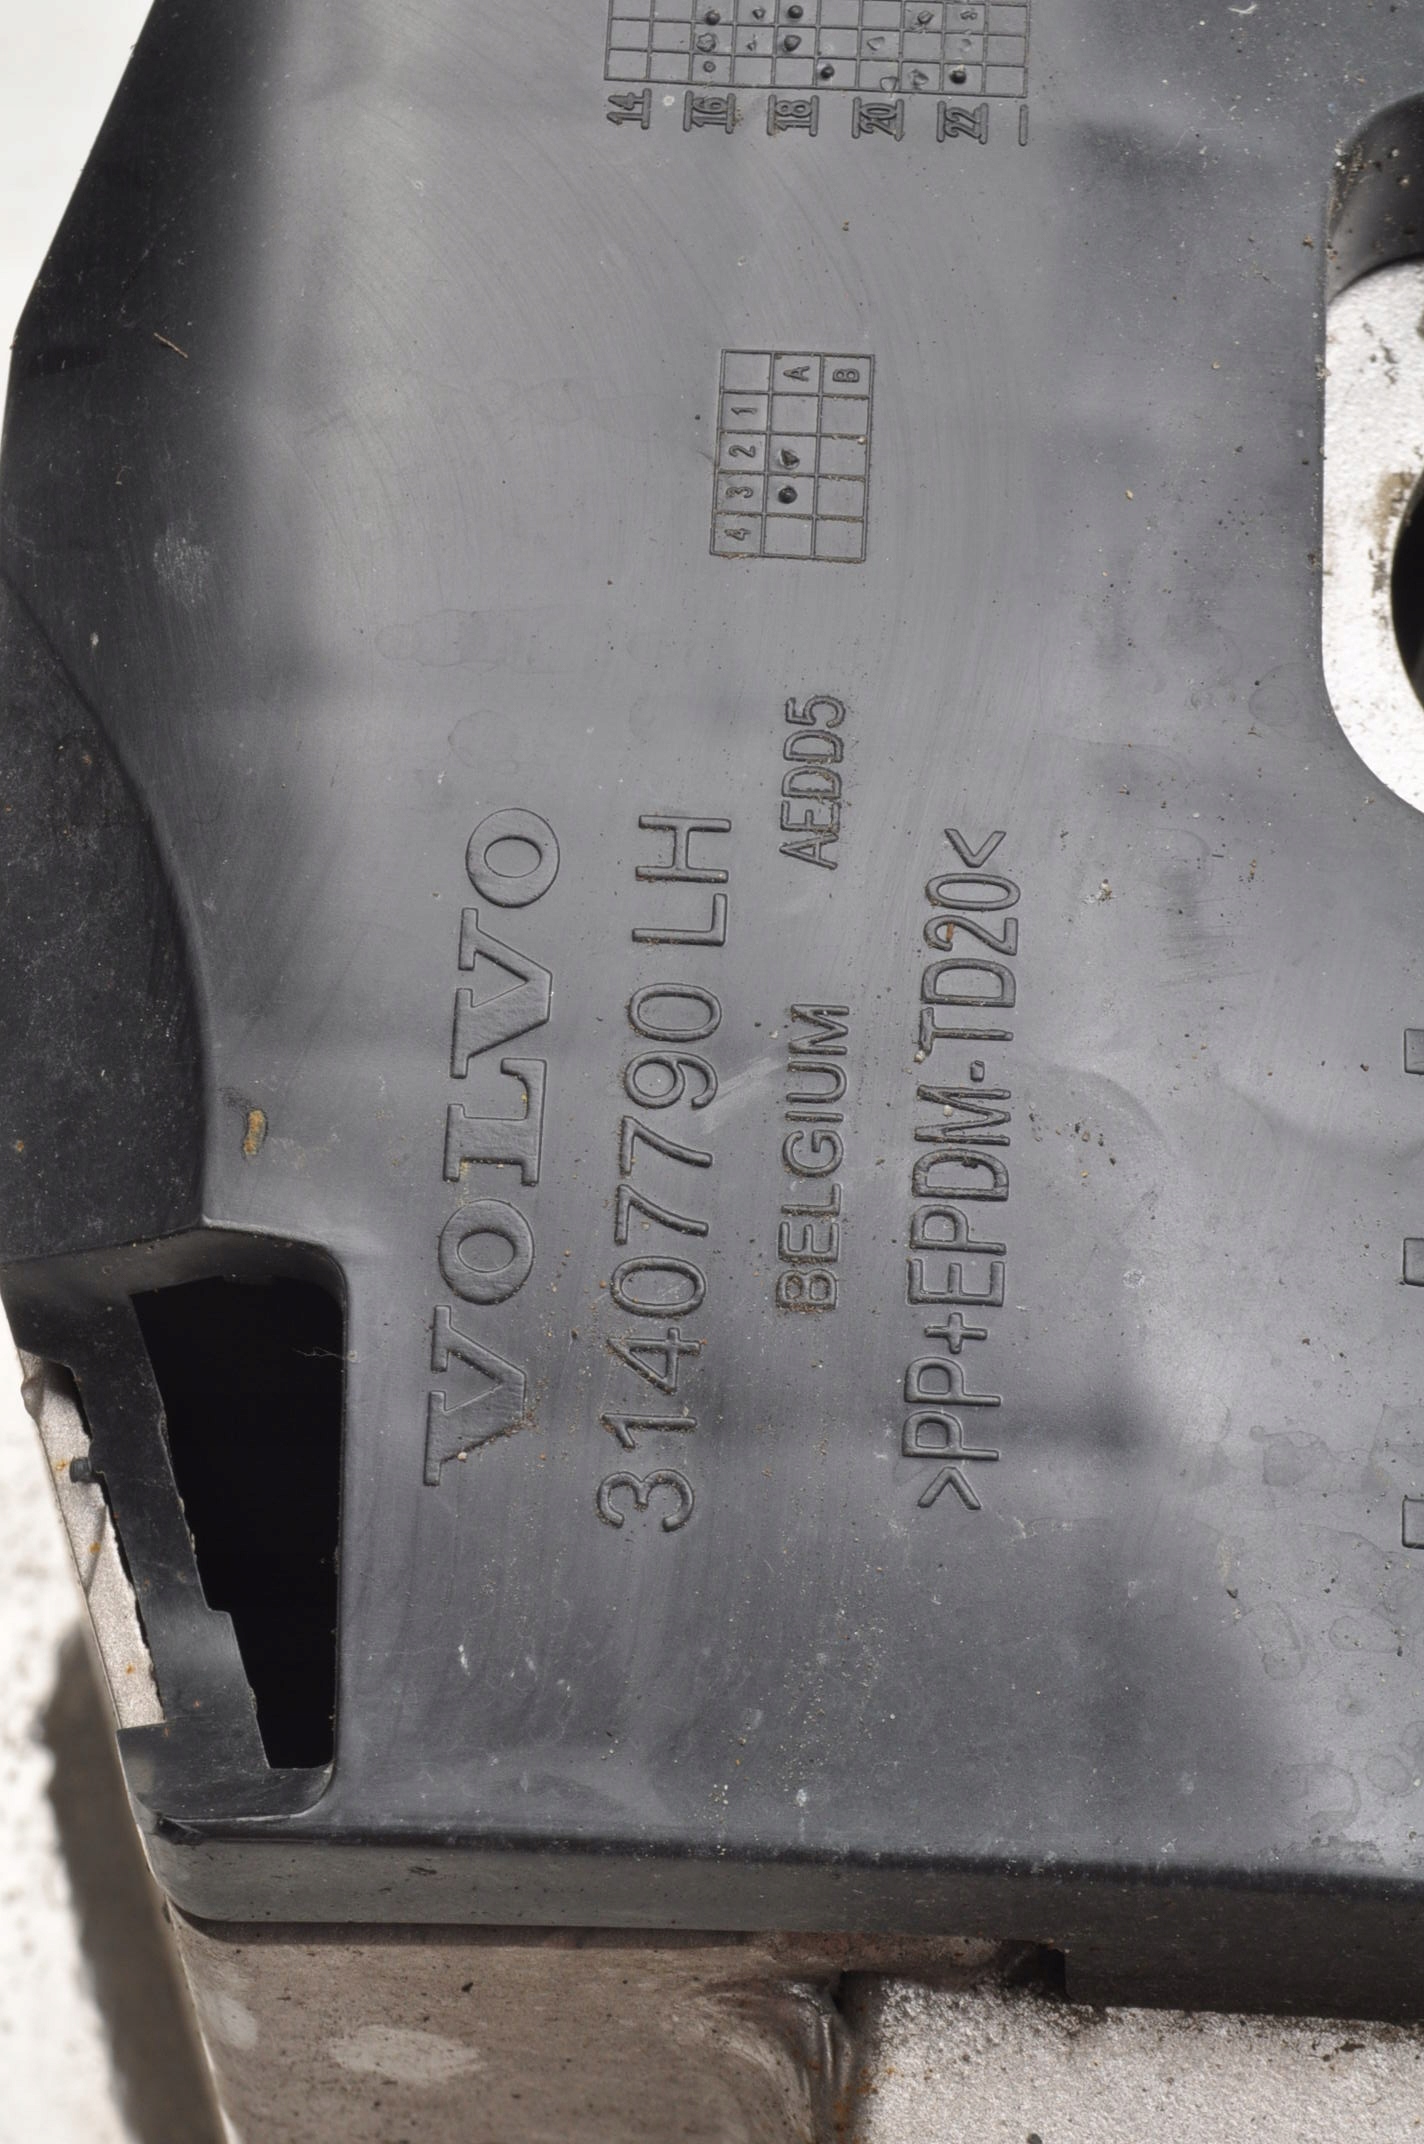 VOLVO
31407790 LH
BELGIUM AEDD5
>PP+EPDM-TD20<
A
B
1
2
3
4
14
16
18
20
22